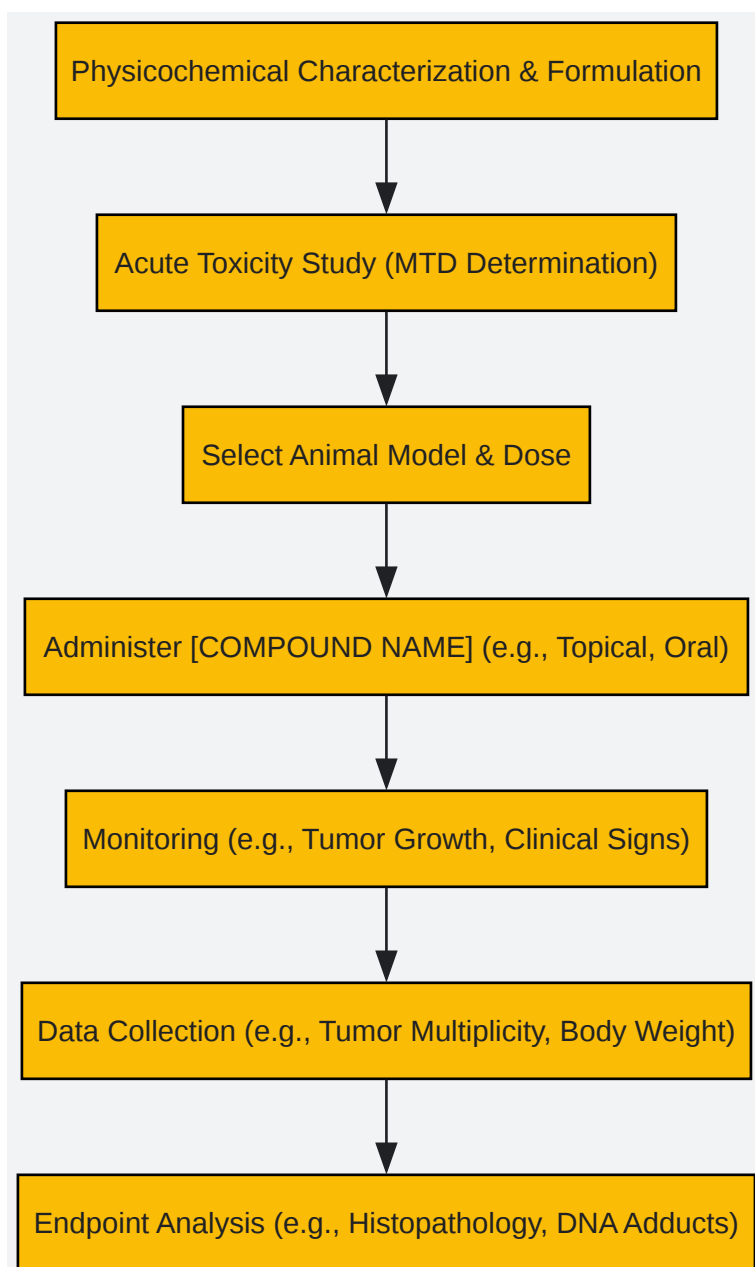 Physicochemical Characterization & Formulation
Acute Toxicity Study (MTD Determination)
Select Animal Model & Dose
Administer [COMPOUND NAME] (e.g., Topical, Oral)
Monitoring (e.g., Tumor Growth, Clinical Signs)
Data Collection (e.g., Tumor Multiplicity, Body Weight)
Endpoint Analysis (e.g., Histopathology, DNA Adducts)